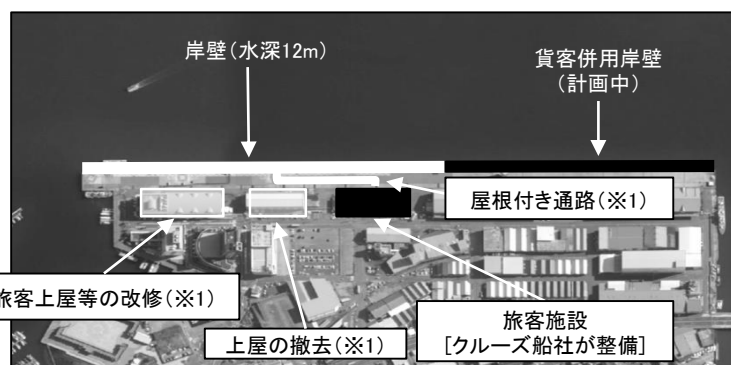 岸壁(水深12m)
貨客併用岸壁
(計画中)
屋根付き通路(※1)
旅客上屋等の改修(※1)
上屋の撤去(※1)
旅客施設
[クルーズ船社が整備]